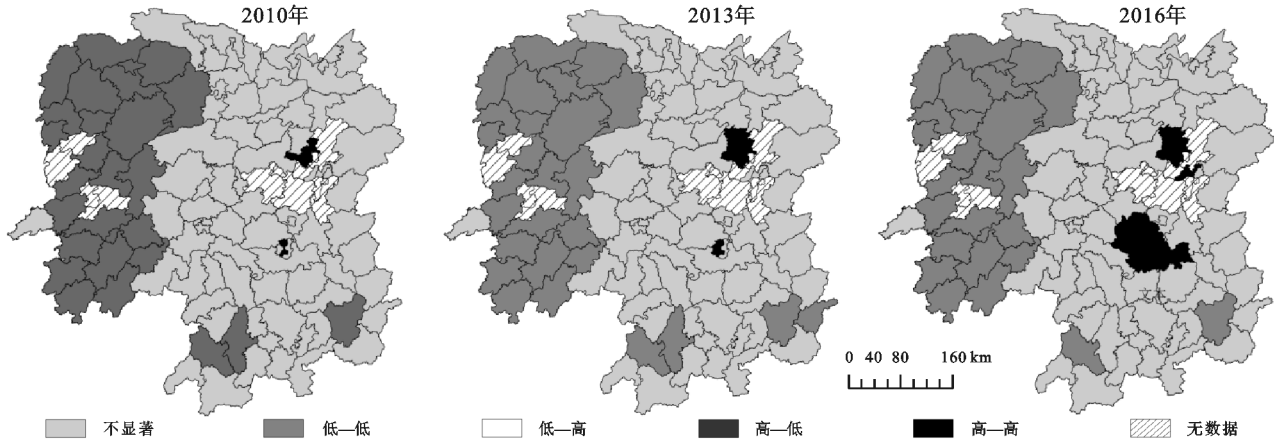 2010年
2013年
2016年
0 40 80 160 km
不显著 低—低 低—高 高—低 高—高 无数据